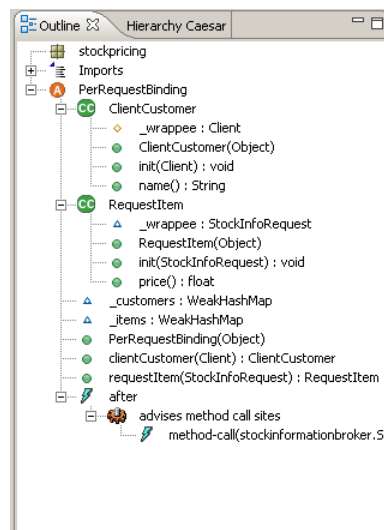 Outline Hierarchy Caesar
stockpricing
Imports
A PerRequestBinding
CC ClientCustomer
_wrappee : Client
ClientCustomer(Object)
init(Client) : void
name() : String
CC RequestItem
_wrappee : StockInfoRequest
RequestItem(Object)
init(StockInfoRequest) : void
price() : float
_customers : WeakHashMap
_items : WeakHashMap
PerRequestBinding(Object)
clientCustomer(Client) : ClientCustomer
requestItem(StockInfoRequest) : RequestItem
after
advises method call sites
method-call(stockinformationbroker.S